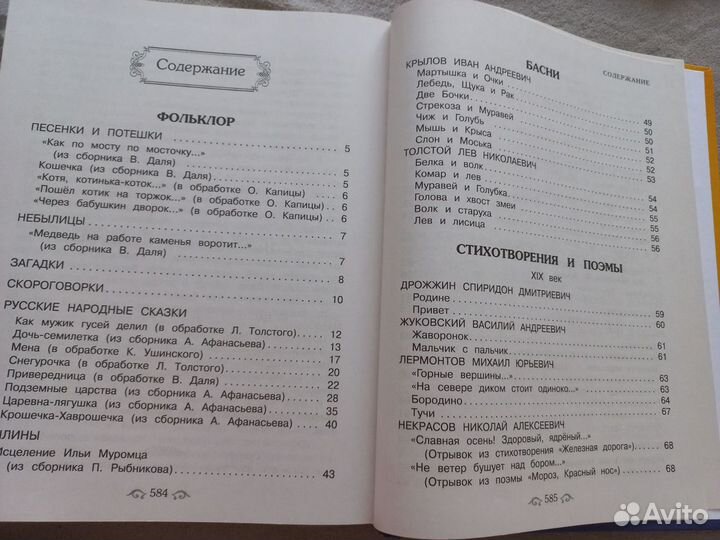 Содержание
ФОЛЬКЛОР
ПЕСЕНКИ И ПОТЕШКИ 5
«Как по мосту по мосточку...»
(из сборника В. Даля) 5
Кошечка (из сборника В. Даля) 5
«Котя, котинька-коток...» (в обработке О. Капицы) 6
«Пошёл котик на торжок...» (в обработке О. Капицы) 6
«Через бабушкин дворок...» (в обработке О. Капицы) 6
НЕБЫЛИЦЫ 7
«Медведь на работе каменья воротит...»
(из сборника В. Даля) 7
ЗАГАДКИ 8
СКОРОГОВОРКИ 10
РУССКИЕ НАРОДНЫЕ СКАЗКИ
Как мужик гусей делил (в обработке Л. Толстого) 12
Дочь-семилетка (из сборника А. Афанасьева) 13
Мена (в обработке К. Ушинского) 17
Снегурочка (в обработке Л. Толстого) 20
Привередница (в обработке В. Даля) 22
Подземные царства (из сборника А. Афанасьева) 28
Царевна-лягушка (из сборника А. Афанасьева) 35
Крошечка-Хаврошечка (из сборника А. Афанасьева) 40
ЛИНЫ
Исцеление Ильи Муромца
(из сборника П. Рыбникова) 43
584
СОДЕРЖАНИЕ
БАСНИ
КРЫЛОВ ИВАН АНДРЕЕВИЧ
Мартышка и Очки 49
Лебедь, Щука и Рак 50
Две Бочки 50
Стрекоза и Муравей 51
Чиж и Голубь 52
Мышь и Крыса 52
Слон и Моська 53
ТОЛСТОЙ ЛЕВ НИКОЛАЕВИЧ
Белка и волк 54
Комар и лев 54
Муравей и Голубка 55
Голова и хвост змеи 55
Волк и старуха 56
Лев и лисица 56
СТИХОТВОРЕНИЯ И ПОЭМЫ
XIX век
ДРОЖЖИН СПИРИДОН ДМИТРИЕВИЧ
Родине 59
Привет 60
ЖУКОВСКИЙ ВАСИЛИЙ АНДРЕЕВИЧ
Жаворонок 61
Мальчик с пальчик 61
ЛЕРМОНТОВ МИХАИЛ ЮРЬЕВИЧ
«Горные вершины...» 63
«На севере диком стоит одиноко...» 63
Бородино 64
Тучи 67
НЕКРАСОВ НИКОЛАЙ АЛЕКСЕЕВИЧ
«Славная осень! Здоровый, ядрёный...»
(Отрывок из стихотворения «Железная дорога») 68
«Не ветер бушует над бором...»
(Отрывок из поэмы «Мороз, Красный нос») 68
585
Avito